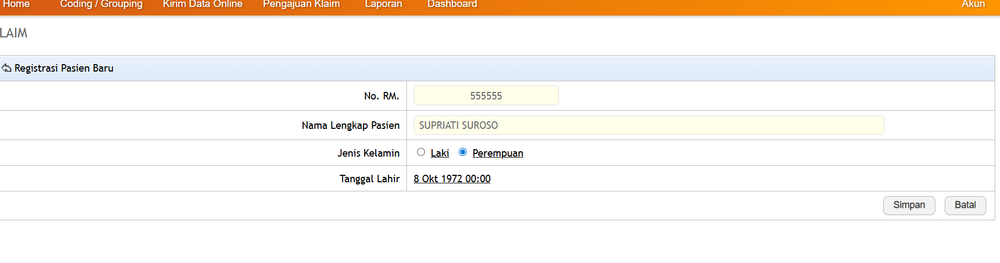 Home Coding / Grouping Kirim Data Online Pengajuan Klaim Laporan Dashboard Akun
LAIM
Registrasi Pasien Baru
No. RM. 555555
Nama Lengkap Pasien SUPRIATI SUROSO
Jenis Kelamin Laki Perempuan
Tanggal Lahir 8 Okt 1972 00:00
Simpan Batal